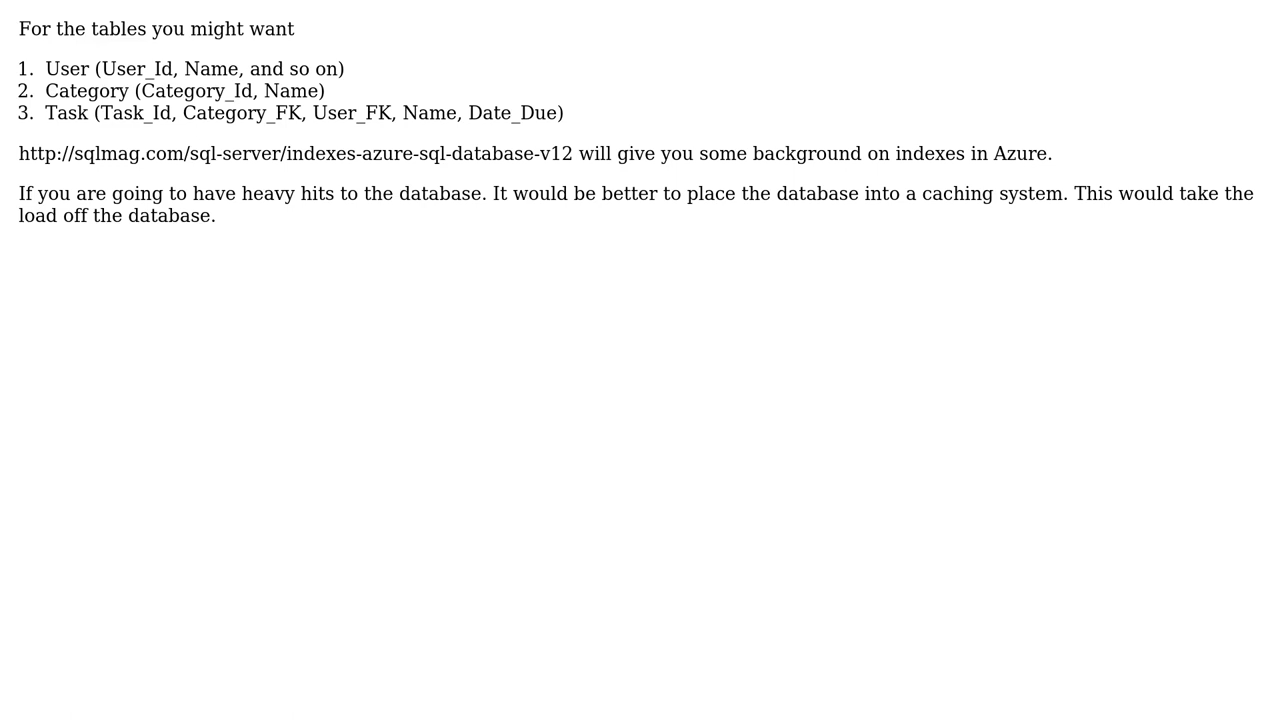 For the tables you might want
1. User (User_Id, Name, and so on)
2. Category (Category_Id, Name)
3. Task (Task_Id, Category_FK, User_FK, Name, Date_Due)
http://sqlmag.com/sql-server/indexes-azure-sql-database-v12 will give you some background on indexes in Azure.
If you are going to have heavy hits to the database. It would be better to place the database into a caching system. This would take the
load off the database.